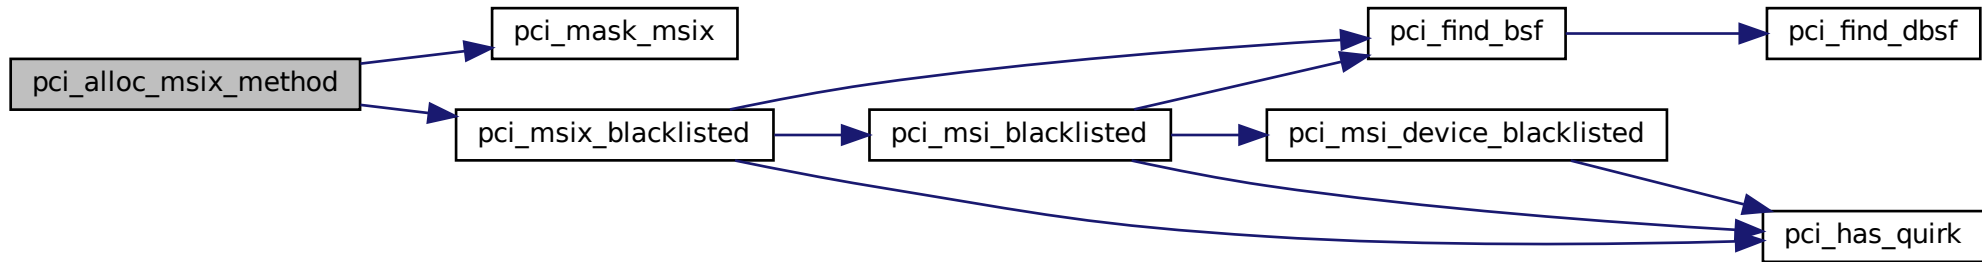 pci_mask_msix
pci_find_bsf
pci_find_dbsf
pci_alloc_msix_method
pci_msix_blacklisted
pci_msi_blacklisted
pci_msi_device_blacklisted
pci_has_quirk